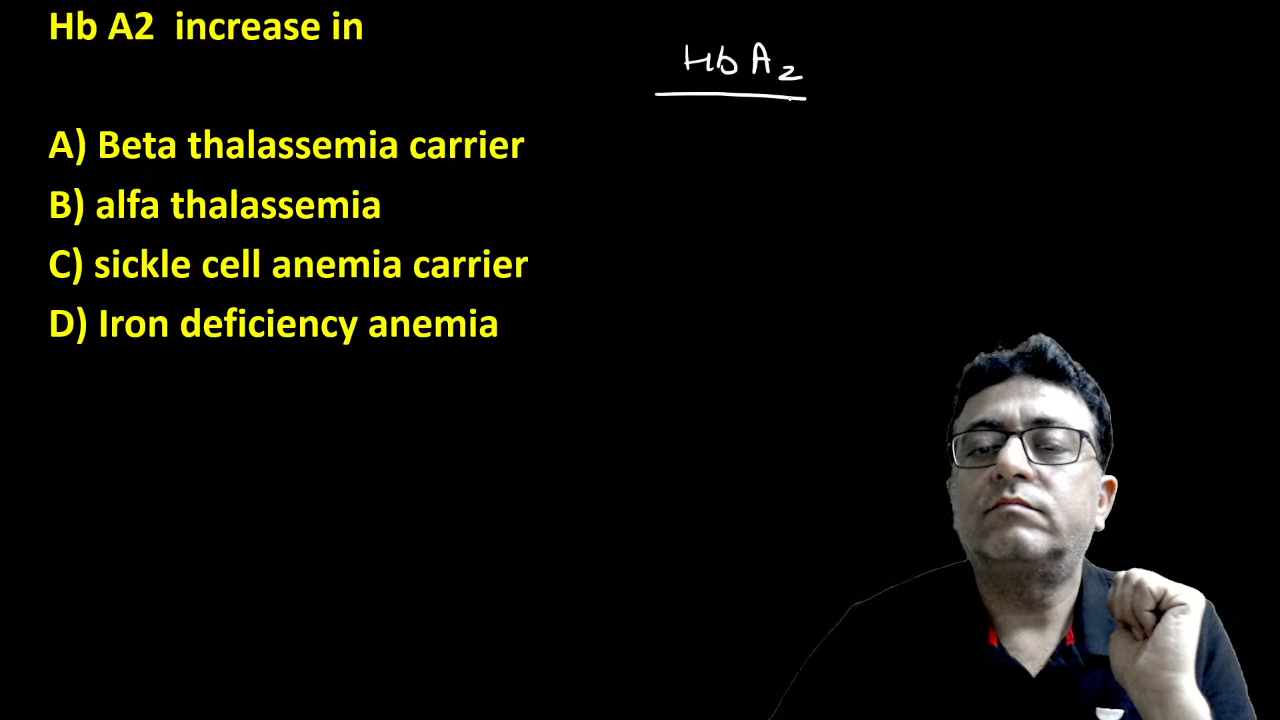 Hb A2 increase in
Hb A2
A) Beta thalassemia carrier
B) alfa thalassemia
C) sickle cell anemia carrier
D) Iron deficiency anemia